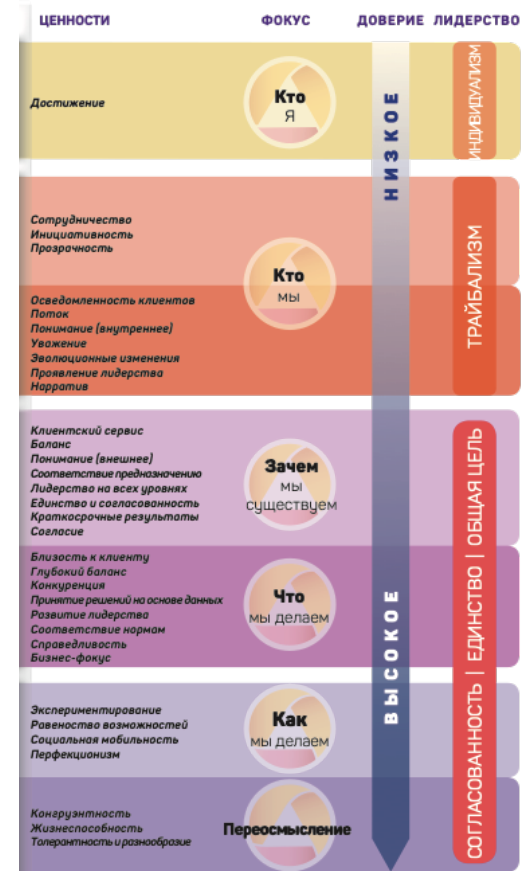 ЦЕННОСТИ ФОКУС ДОВЕРИЕ ЛИДЕРСТВО
Достижение
Кто
Я
НИЗКОЕ
ИНДИВИДУАЛИЗМ
Сотрудничество
Инициативность
Прозрачность
Кто
мы
ТРАЙБАЛИЗМ
Осведомленность клиентов
Поток
Понимание (внутреннее)
Уважение
Эволюционные изменения
Проявление лидерства
Нарратив
Клиентский сервис
Баланс
Понимание (внешнее)
Соответствие предназначению
Лидерство на всех уровнях
Единство и согласованность
Краткосрочные результаты
Согласие
Зачем
мы
существуем
Близость к клиенту
Глубокий баланс
Конкуренция
Принятие решений на основе данных
Развитие лидерства
Соответствие нормам
Справедливость
Бизнес-фокус
Что
мы делаем
ВЫСОКОЕ
СОГЛАСОВАННОСТЬ | ЕДИНСТВО | ОБЩАЯ ЦЕЛЬ
Экспериментирование
Равеноство возможностей
Социальная мобильность
Перфекционизм
Как
мы делаем
Конгруэнтность
Жизнеспособность
Толерантность и разнообразие
Переосмысление